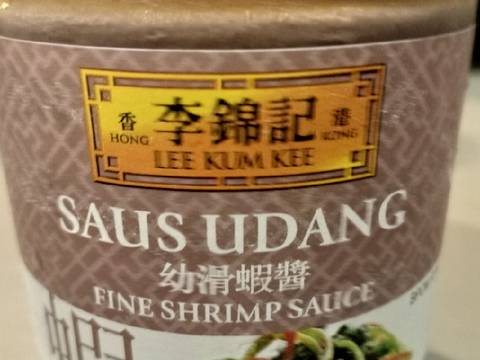 香 李錦記 港
HONG KONG
LEE KUM KEE
SAUS UDANG
幼滑蝦醬
FINE SHRIMP SAUCE